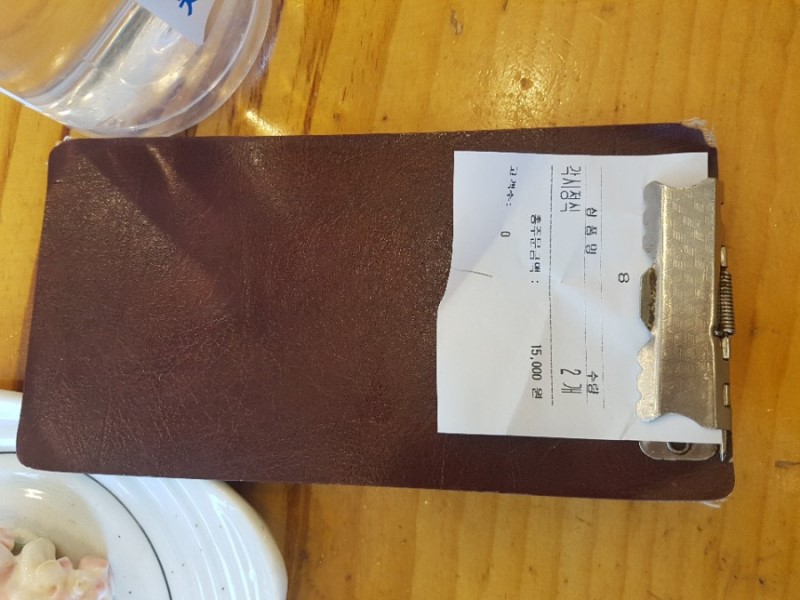 8
상 품 명 수량
각시정식 2 개
총주문금액 : 15,000 원
고객수 : 0